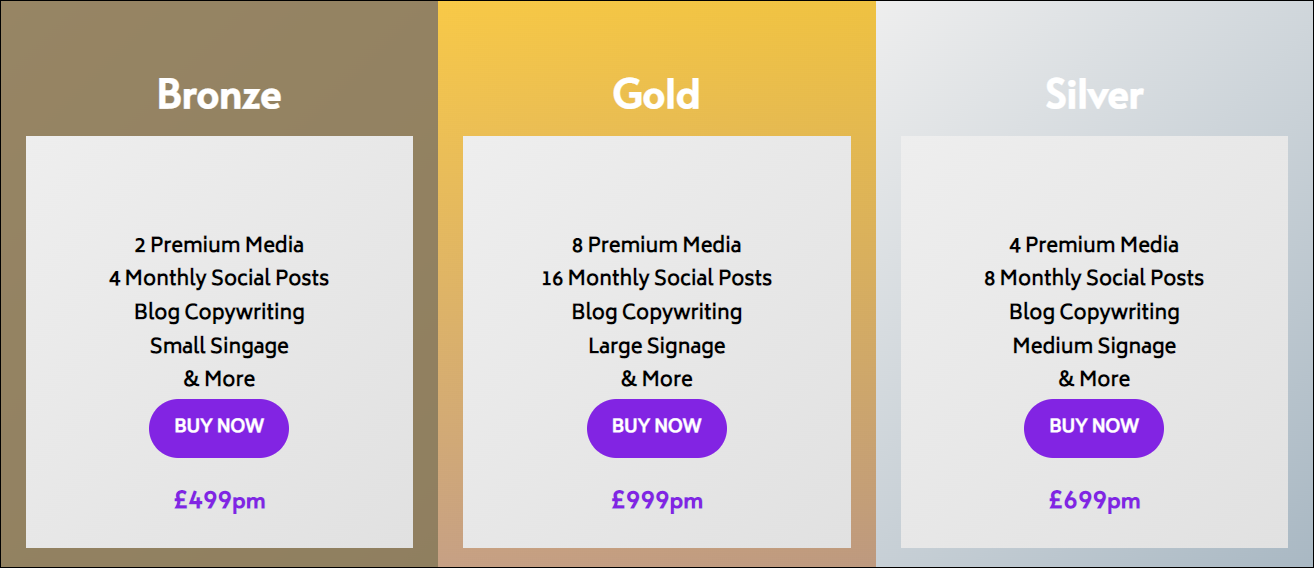 Bronze
2 Premium Media
4 Monthly Social Posts
Blog Copywriting
Small Singage
& More
BUY NOW
£499pm
Gold
8 Premium Media
16 Monthly Social Posts
Blog Copywriting
Large Signage
& More
BUY NOW
£999pm
Silver
4 Premium Media
8 Monthly Social Posts
Blog Copywriting
Medium Signage
& More
BUY NOW
£699pm